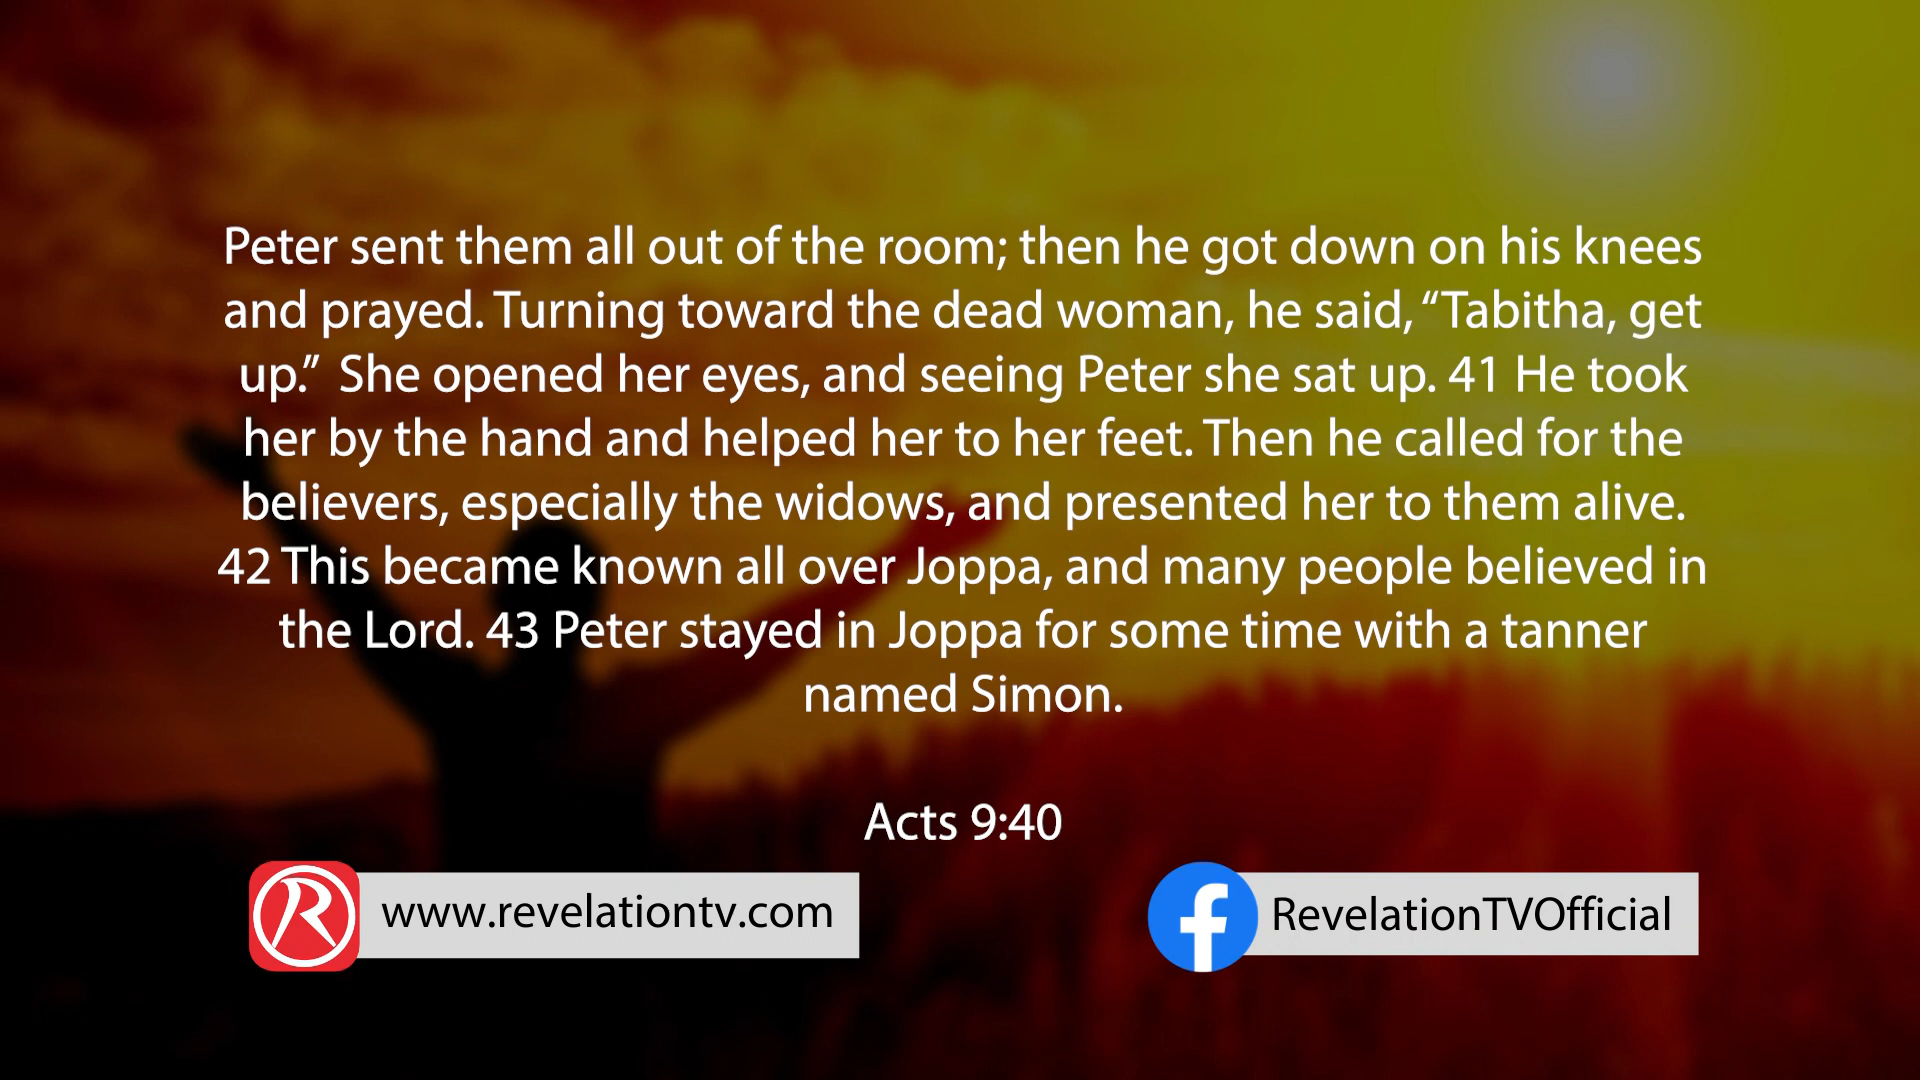 Peter sent them all out of the room; then he got down on his knees
and prayed. Turning toward the dead woman, he said, “Tabitha, get
up.”  She opened her eyes, and seeing Peter she sat up. 41 He took
her by the hand and helped her to her feet. Then he called for the
believers, especially the widows, and presented her to them alive.
42 This became known all over Joppa, and many people believed in
the Lord. 43 Peter stayed in Joppa for some time with a tanner
named Simon.
Acts 9:40
www.revelationtv.com
RevelationTVOfficial